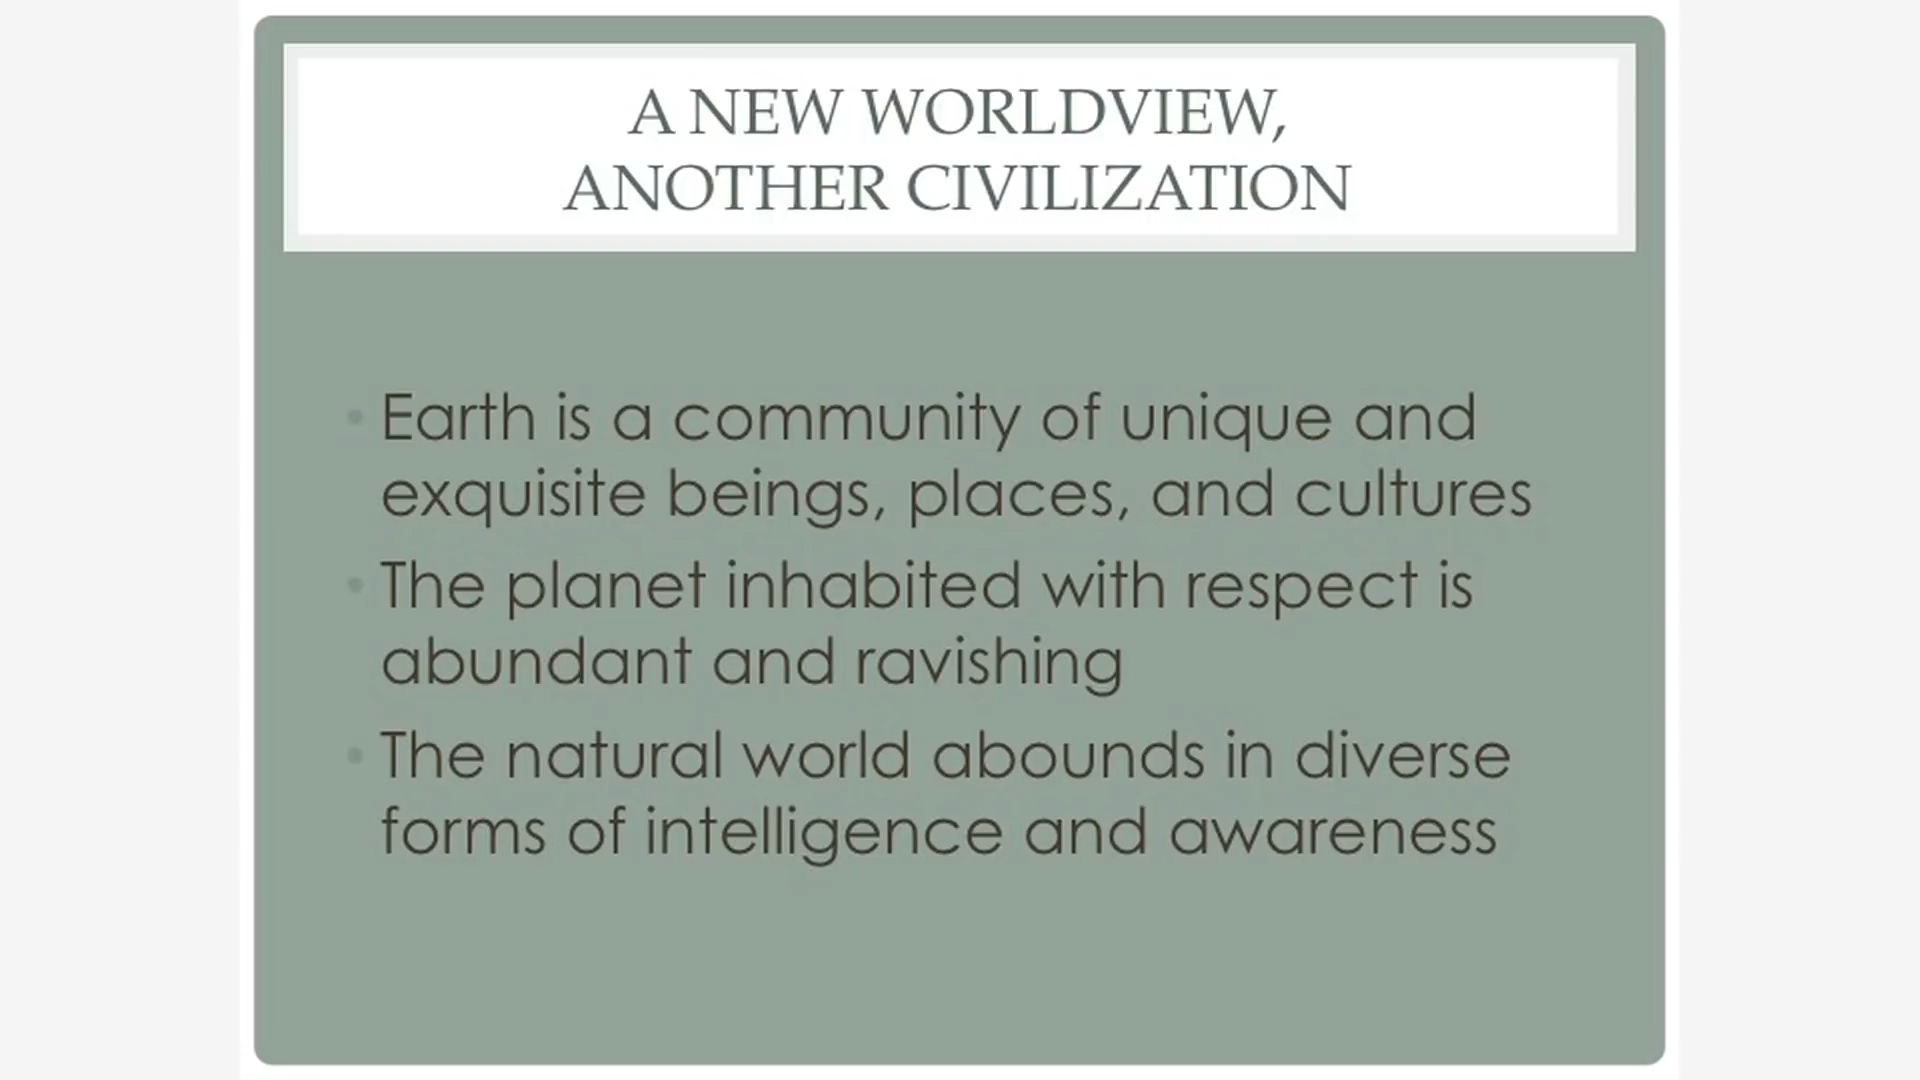 A NEW WORLDVIEW,
ANOTHER CIVILIZATION
• Earth is a community of unique and
exquisite beings, places, and cultures
• The planet inhabited with respect is
abundant and ravishing
• The natural world abounds in diverse
forms of intelligence and awareness